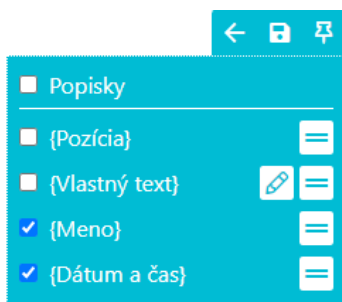 Popisky
{Pozícia}
{Vlastný text}
{Meno}
{Dátum a čas}